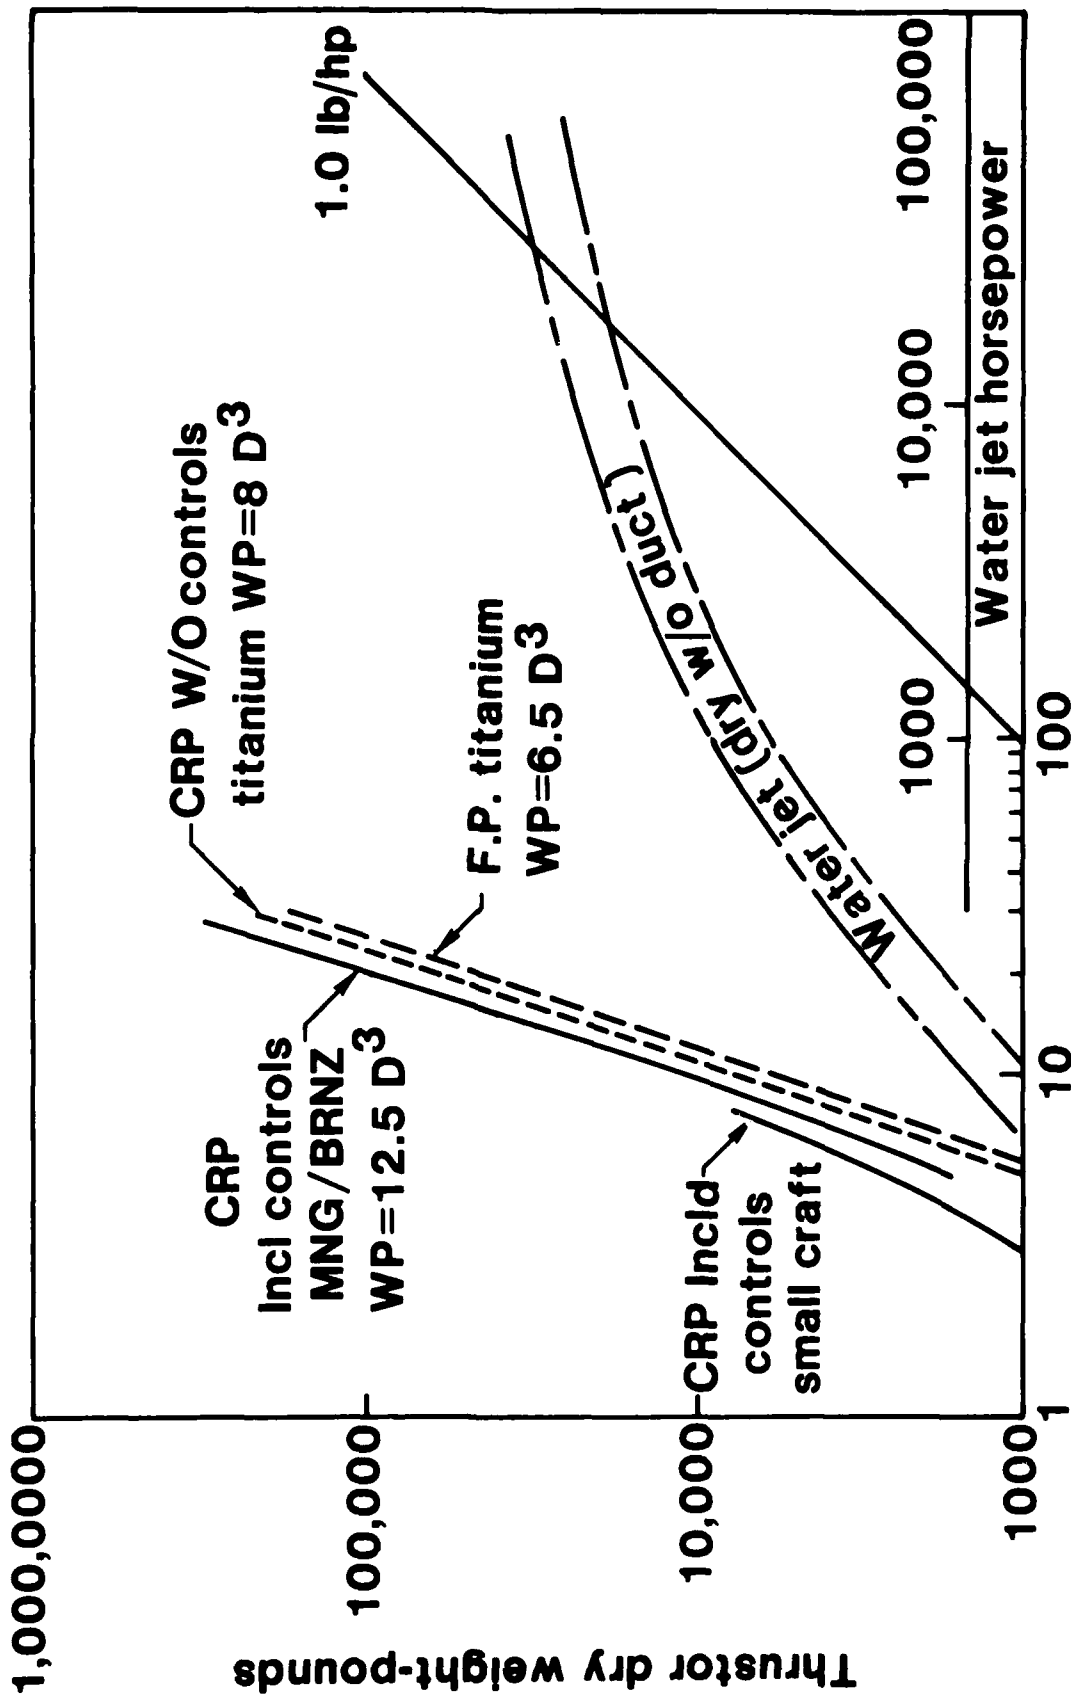 1,000,0000
100,000
10,000
1000
Thrustor dry weight-pounds
CRP W/O controls
titanium WP=8 D³
F.P. titanium
WP=6.5 D³
CRP
Incl controls
MNG/BRNZ
WP=12.5 D³
CRP Incld
controls
small craft
1.0 lb/hp
Water jet (dry w/o duct)
1000
10,000
100,000
Water jet horsepower
1
10
100